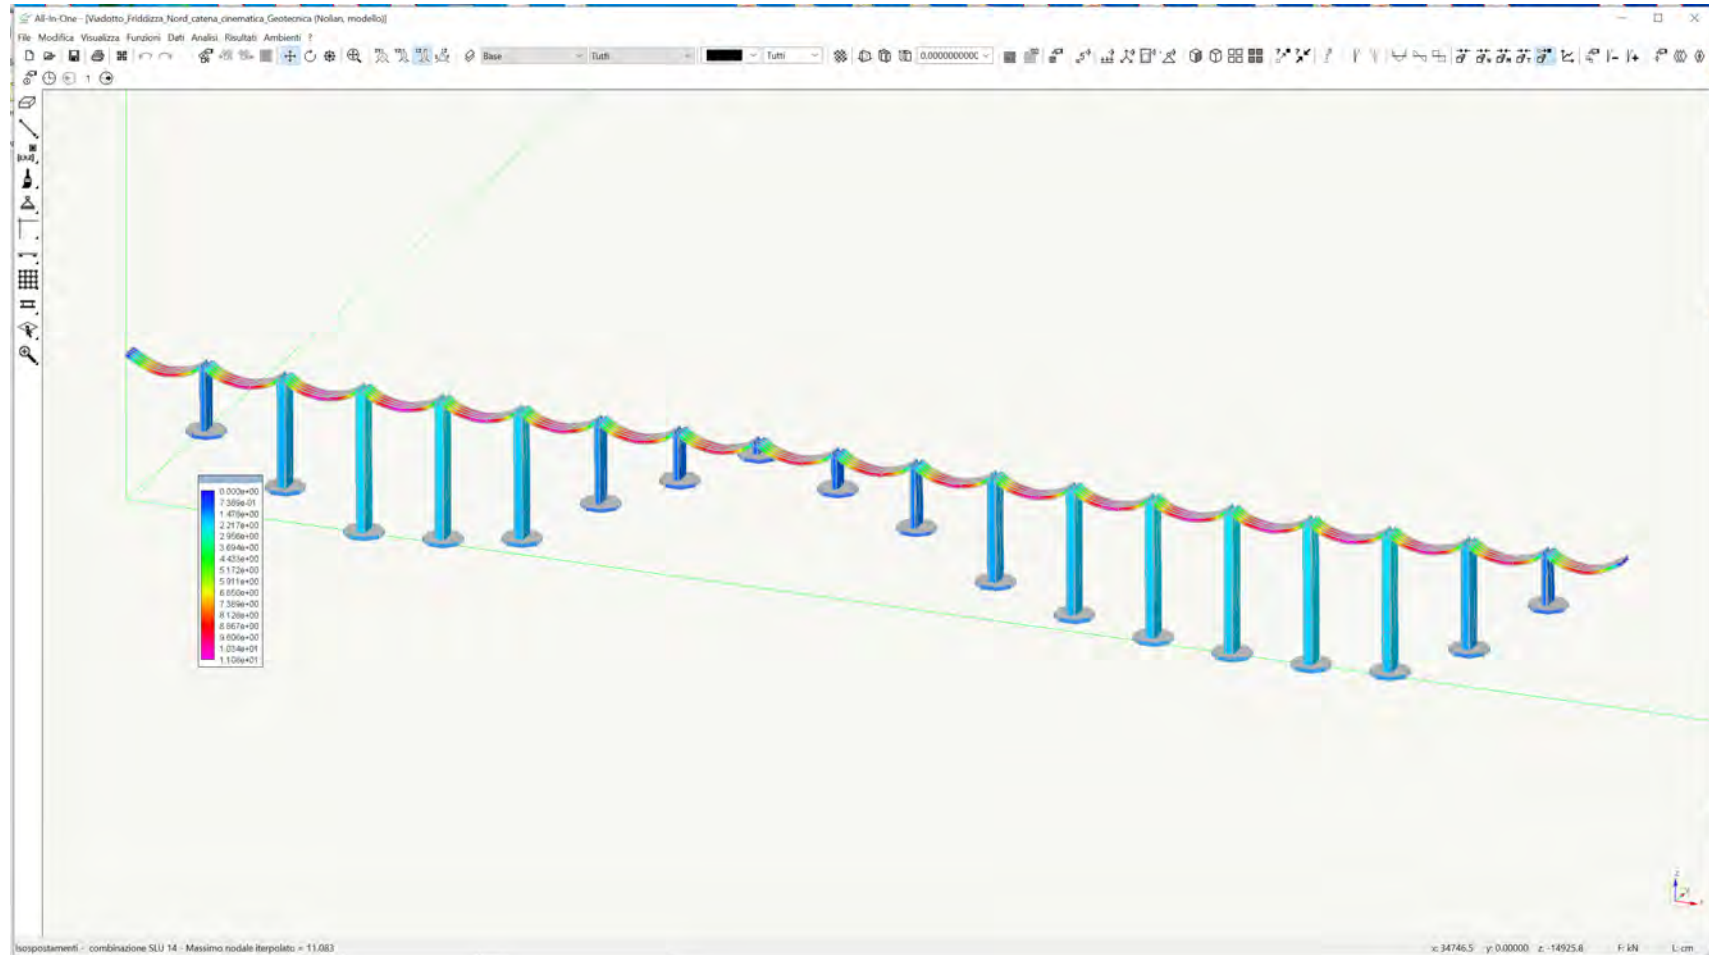 All-In-One - [Viadotto_Friddizza_Nord_catena_cinematica_Geotecnica (Nolian, modello)]
File Modifica Visualizza Funzioni Dati Analisi Risultati Ambienti ?
Base Tutti Tutti 0.000000000C
1
0.000e+00
7.389e-01
1.478e+00
2.217e+00
2.956e+00
3.694e+00
4.433e+00
5.172e+00
5.911e+00
6.650e+00
7.389e+00
8.128e+00
8.867e+00
9.606e+00
1.034e+01
1.108e+01
z
x
Isospostamenti - combinazione SLU 14 - Massimo nodale iterpolato = 11.083
x: 34746.5 y: 0.00000 z: -14925.8 F: kN L: cm